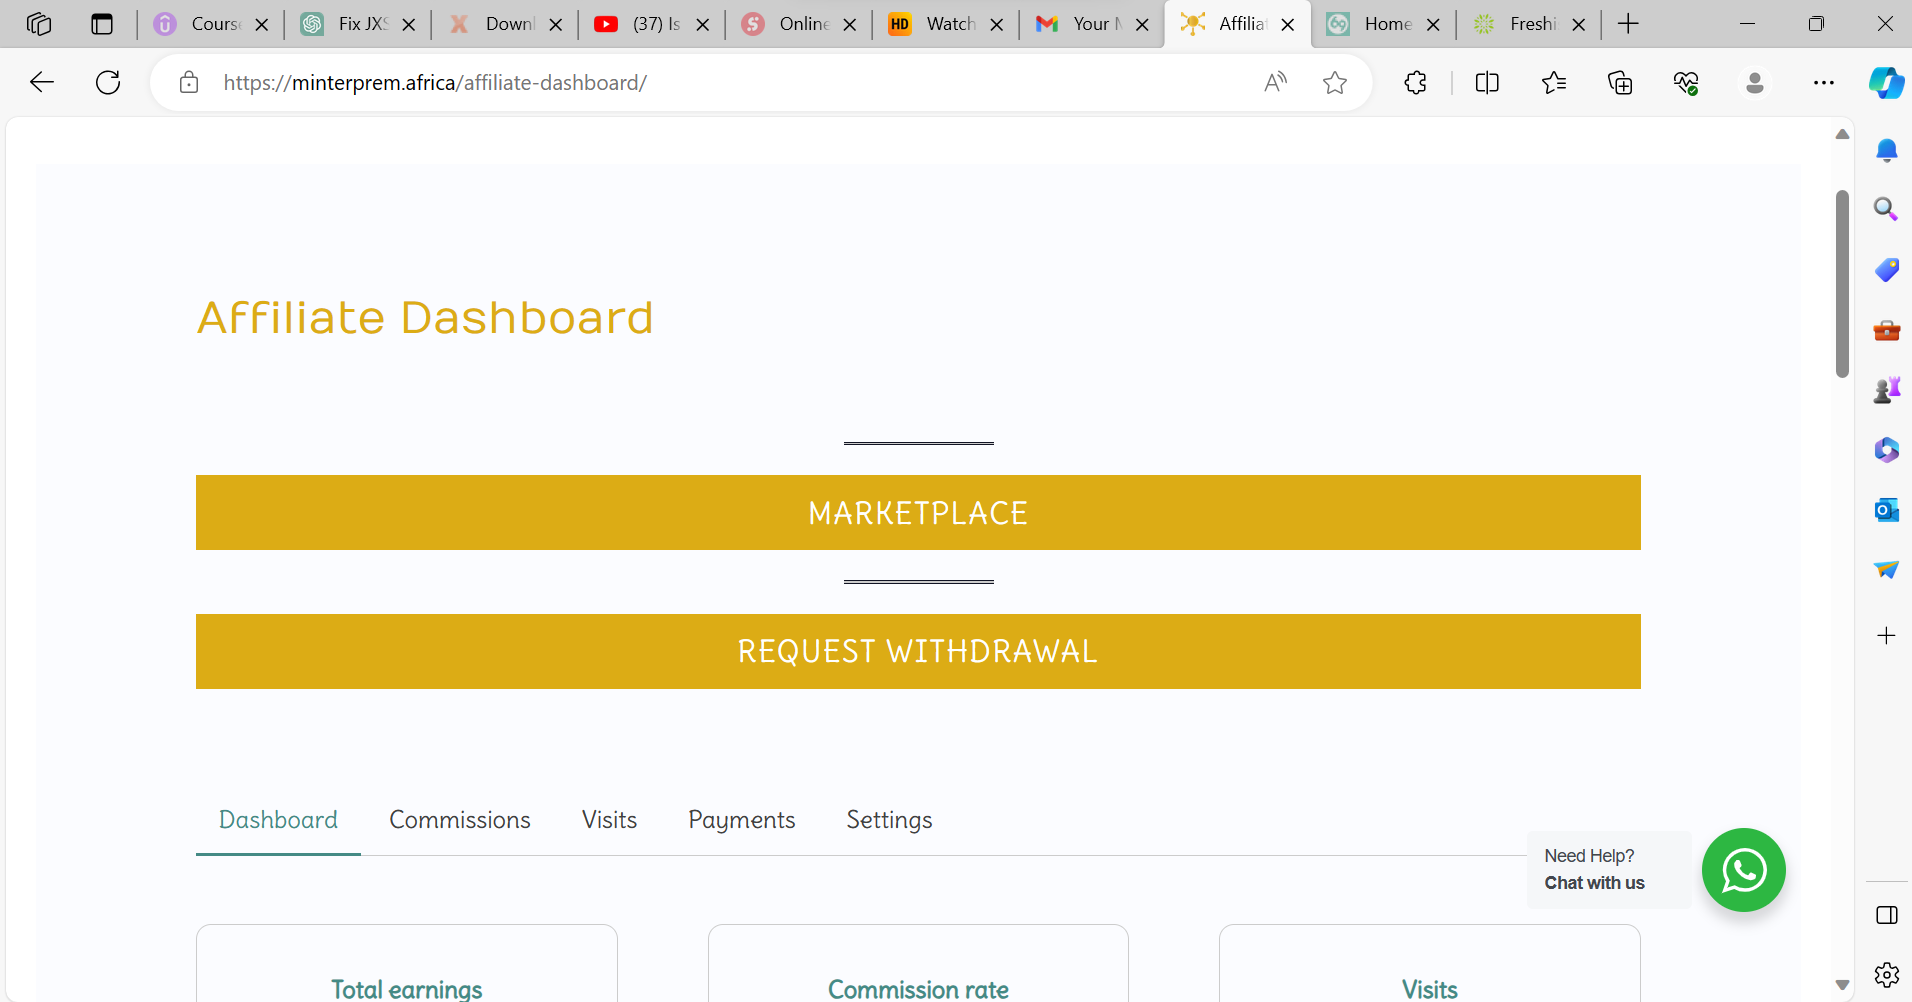 Course
Fix JXS
Downl
(37) Is
Online
HD Watch
Your M
Affiliat
Home
Freshi
https://minterprem.africa/affiliate-dashboard/
Affiliate Dashboard
MARKETPLACE
REQUEST WITHDRAWAL
Dashboard Commissions Visits Payments Settings
Need Help?
Chat with us
Total earnings Commission rate Visits